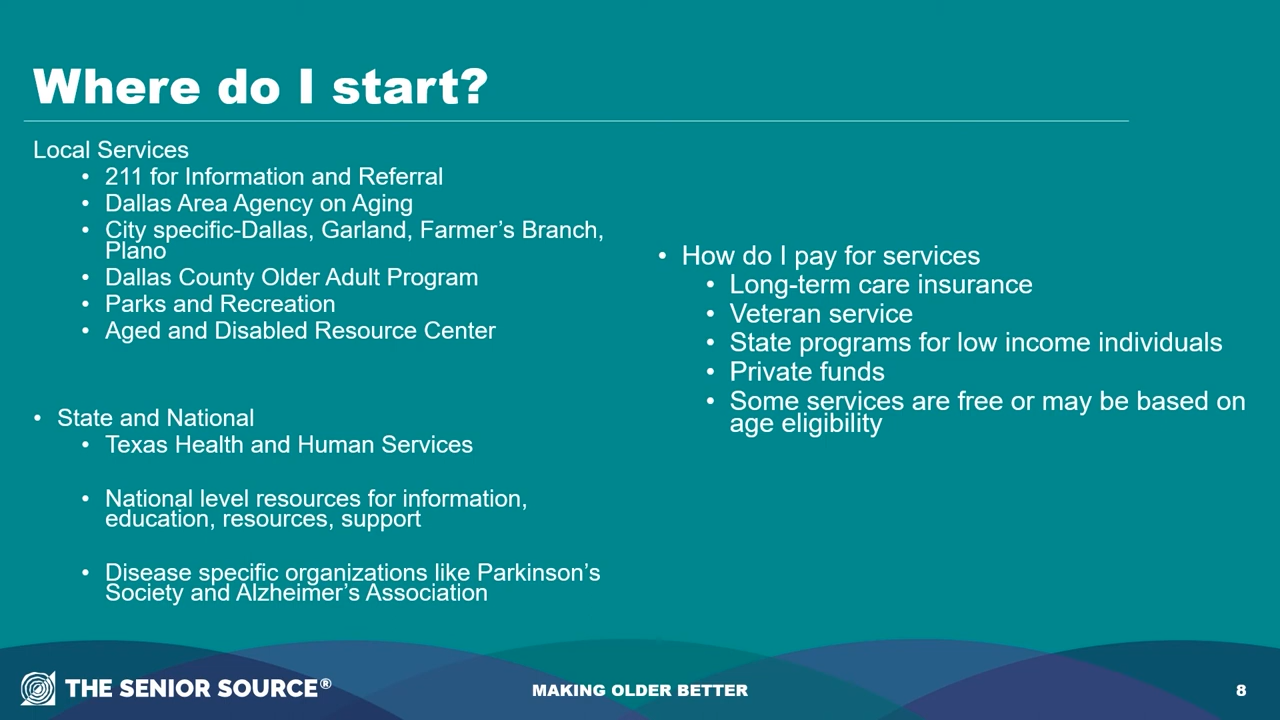 Where do I start?
Local Services
• 211 for Information and Referral
• Dallas Area Agency on Aging
• City specific-Dallas, Garland, Farmer’s Branch,
Plano
• Dallas County Older Adult Program
• Parks and Recreation
• Aged and Disabled Resource Center
• State and National
• Texas Health and Human Services
• National level resources for information,
education, resources, support
• Disease specific organizations like Parkinson’s
Society and Alzheimer’s Association
• How do I pay for services
• Long-term care insurance
• Veteran service
• State programs for low income individuals
• Private funds
• Some services are free or may be based on
age eligibility
THE SENIOR SOURCE®
MAKING OLDER BETTER
8